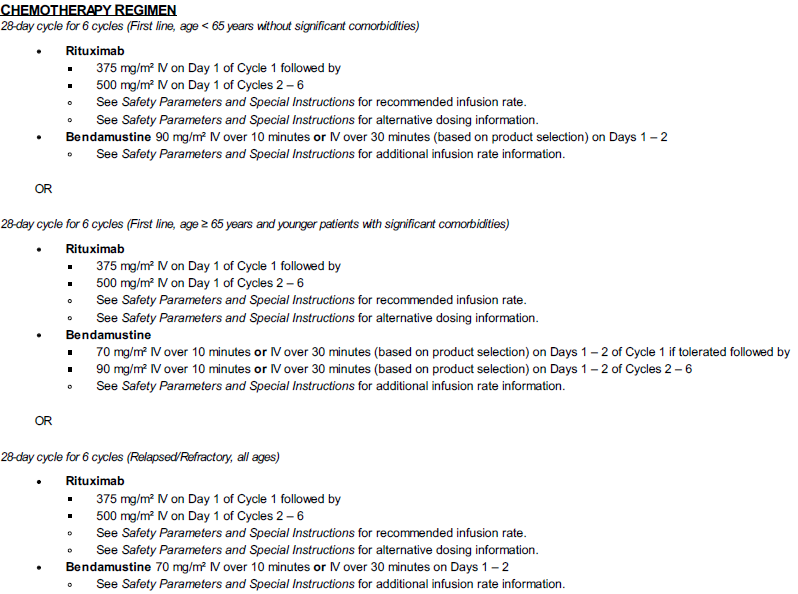 CHEMOTHERAPY REGIMEN
28-day cycle for 6 cycles (First line, age < 65 years without significant comorbidities)
• Rituximab
▪ 375 mg/m² IV on Day 1 of Cycle 1 followed by
▪ 500 mg/m² IV on Day 1 of Cycles 2 – 6
o See Safety Parameters and Special Instructions for recommended infusion rate.
o See Safety Parameters and Special Instructions for alternative dosing information.
• Bendamustine 90 mg/m² IV over 10 minutes or IV over 30 minutes (based on product selection) on Days 1 – 2
o See Safety Parameters and Special Instructions for additional infusion rate information.
OR
28-day cycle for 6 cycles (First line, age ≥ 65 years and younger patients with significant comorbidities)
• Rituximab
▪ 375 mg/m² IV on Day 1 of Cycle 1 followed by
▪ 500 mg/m² IV on Day 1 of Cycles 2 – 6
o See Safety Parameters and Special Instructions for recommended infusion rate.
o See Safety Parameters and Special Instructions for alternative dosing information.
• Bendamustine
▪ 70 mg/m² IV over 10 minutes or IV over 30 minutes (based on product selection) on Days 1 – 2 of Cycle 1 if tolerated followed by
▪ 90 mg/m² IV over 10 minutes or IV over 30 minutes (based on product selection) on Days 1 – 2 of Cycles 2 – 6
o See Safety Parameters and Special Instructions for additional infusion rate information.
OR
28-day cycle for 6 cycles (Relapsed/Refractory, all ages)
• Rituximab
▪ 375 mg/m² IV on Day 1 of Cycle 1 followed by
▪ 500 mg/m² IV on Day 1 of Cycles 2 – 6
o See Safety Parameters and Special Instructions for recommended infusion rate.
o See Safety Parameters and Special Instructions for alternative dosing information.
• Bendamustine 70 mg/m² IV over 10 minutes or IV over 30 minutes on Days 1 – 2
o See Safety Parameters and Special Instructions for additional infusion rate information.